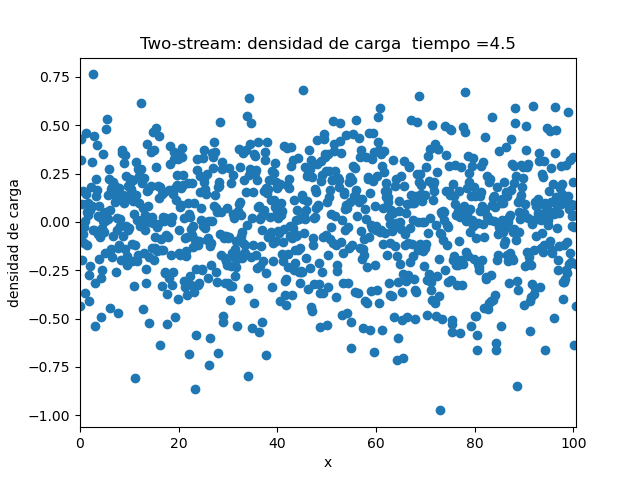 Two-stream: densidad de carga  tiempo =4.5
densidad de carga
0.75
0.50
0.25
0.00
−0.25
−0.50
−0.75
−1.00
0 20 40 60 80 100
x